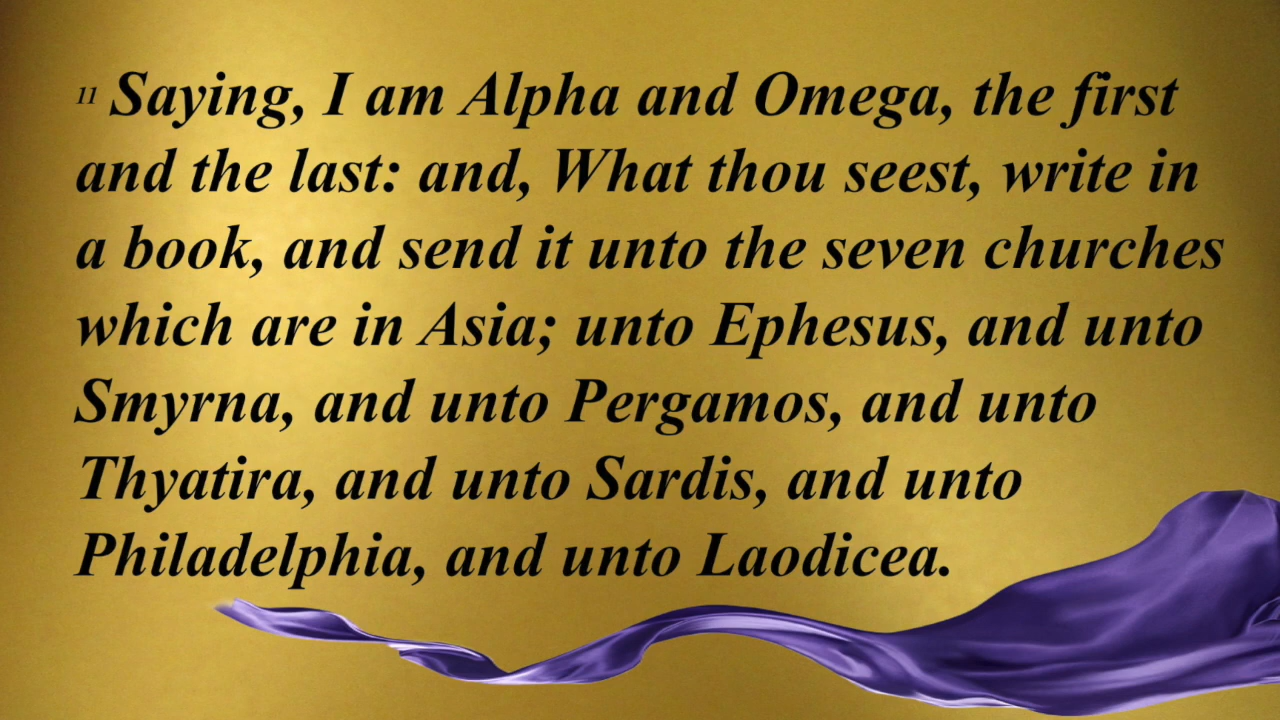 11 Saying, I am Alpha and Omega, the first
and the last: and, What thou seest, write in
a book, and send it unto the seven churches
which are in Asia; unto Ephesus, and unto
Smyrna, and unto Pergamos, and unto
Thyatira, and unto Sardis, and unto
Philadelphia, and unto Laodicea.